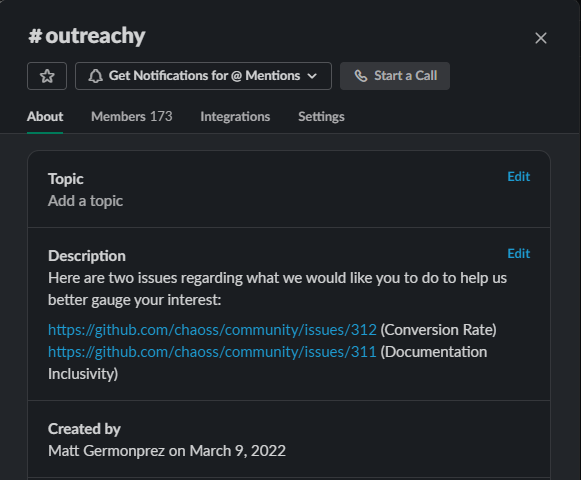 # outreachy
Get Notifications for @ Mentions
Start a Call
About
Members 173
Integrations
Settings
Topic
Edit
Add a topic
Description
Edit
Here are two issues regarding what we would like you to do to help us
better gauge your interest:
https://github.com/chaoss/community/issues/312 (Conversion Rate)
https://github.com/chaoss/community/issues/311 (Documentation
Inclusivity)
Created by
Matt Germonprez on March 9, 2022